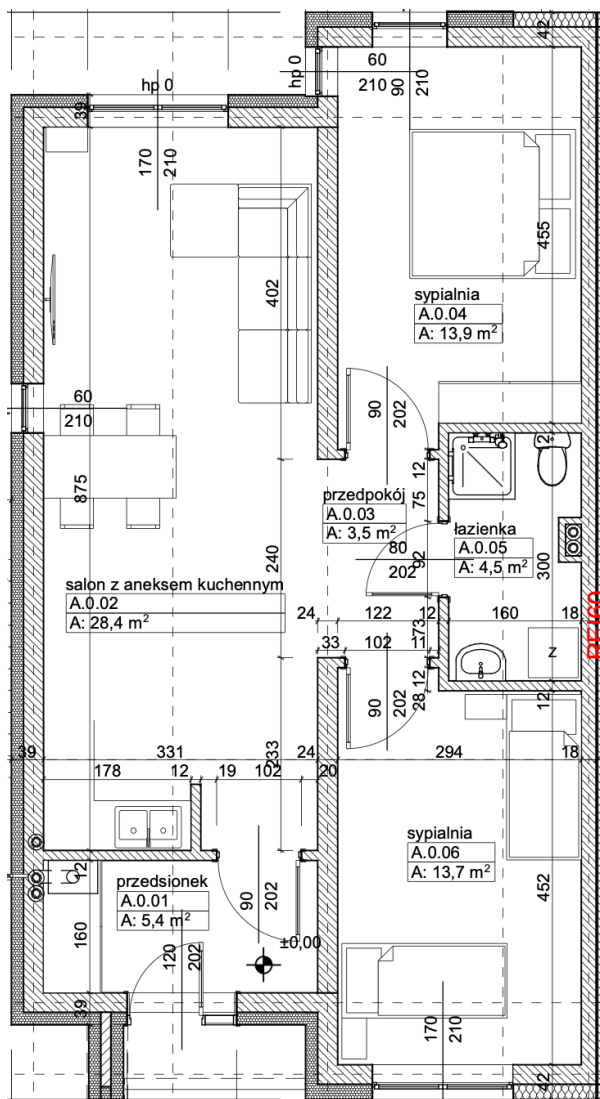 42
60
210
90
210
hp 0
hp 0
39
170
210
402
455
sypialnia
A.0.04
A: 13,9 m²
60
210
90
202
12
12
875
przedpokój
A.0.03
A: 3,5 m²
75
łazienka
A.0.05
A: 4,5 m²
80
202
92
300
240
salon z aneksem kuchennym
A.0.02
A: 28,4 m²
24
122
12
160
18
REI60
33
102
11
173
Z
12
28
12
90
202
233
39
331
24
294
18
178
12
19
102
20
sypialnia
A.0.06
A: 13,7 m²
452
przedsionek
A.0.01
A: 5,4 m²
12
90
202
±0,00
160
120
202
39
170
210
42